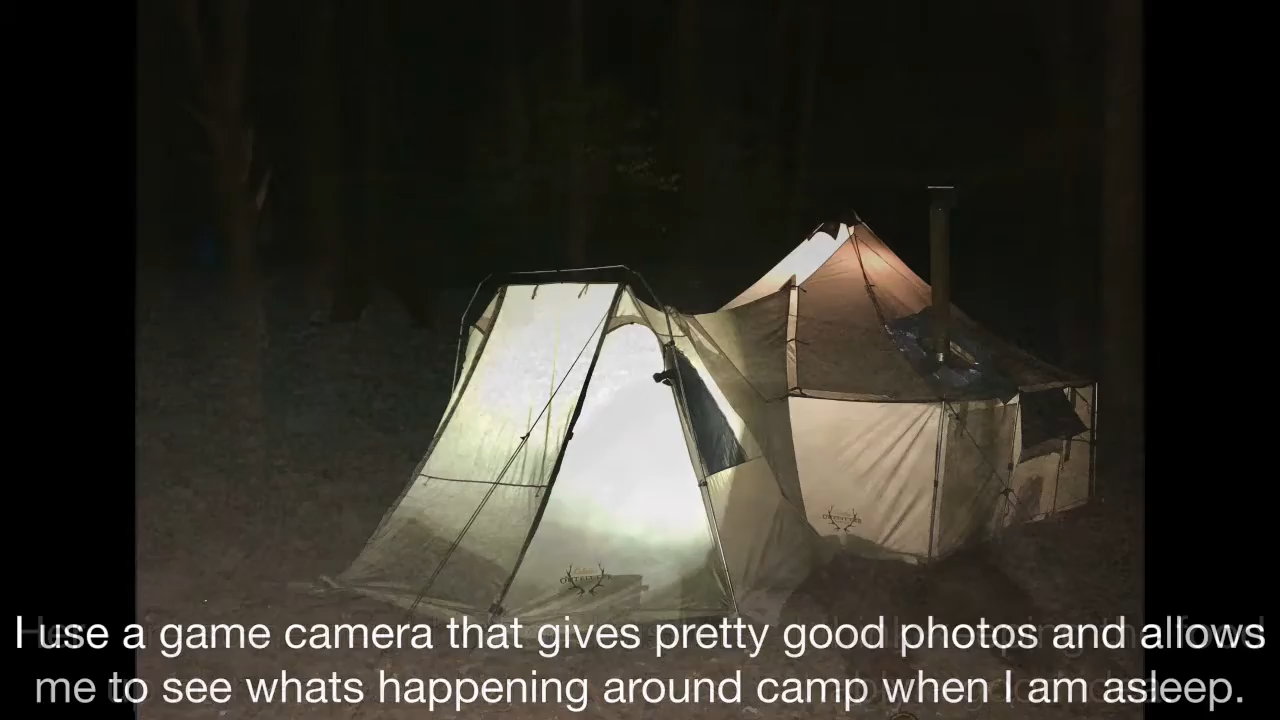 I use a game camera that gives pretty good photos and allows
me to see whats happening around camp when I am asleep.
OUTFITTER